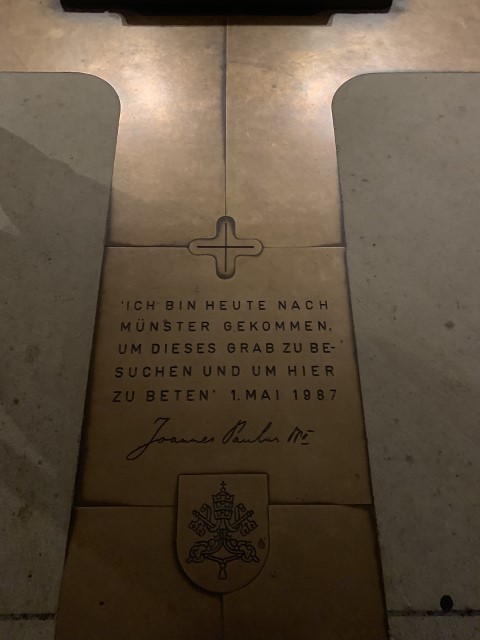 'ICH BIN HEUTE NACH
MÜNSTER GEKOMMEN,
UM DIESES GRAB ZU BE-
SUCHEN UND UM HIER
ZU BETEN' 1. MAI 1987
Joannes Paulus PP. II